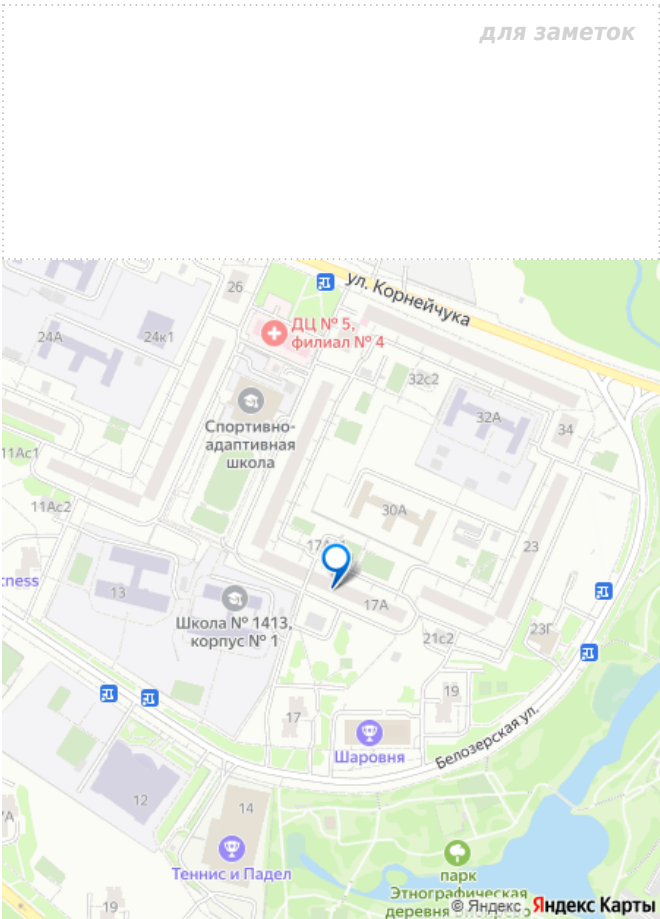 для заметок
ул. Корнейчука
26
ДЦ № 5,
филиал № 4
24А
24к1
32с2
Спортивно-
адаптивная
школа
32А
34
11Ас1
11Ас2
30А
23
cness
13
17А
Школа № 1413,
корпус № 1
21с2
23Г
19
17
Шаровня
Белозерская ул.
12
14
Теннис и Падел
парк
Этнографическая
деревня
19
© Яндекс Яндекс Карты